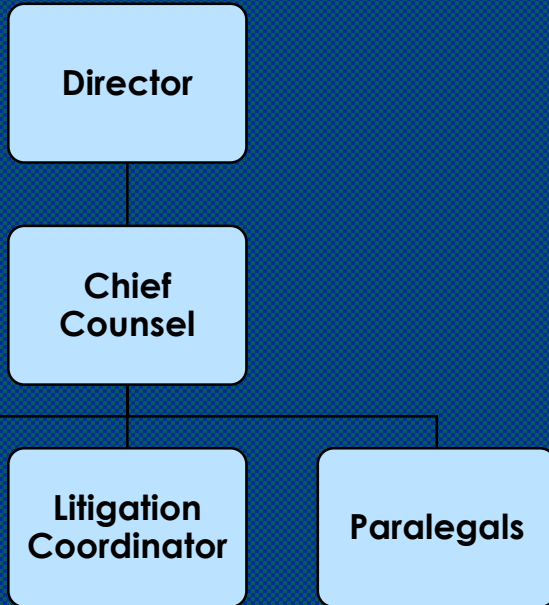 Director
Chief
Counsel
Litigation
Coordinator
Paralegals